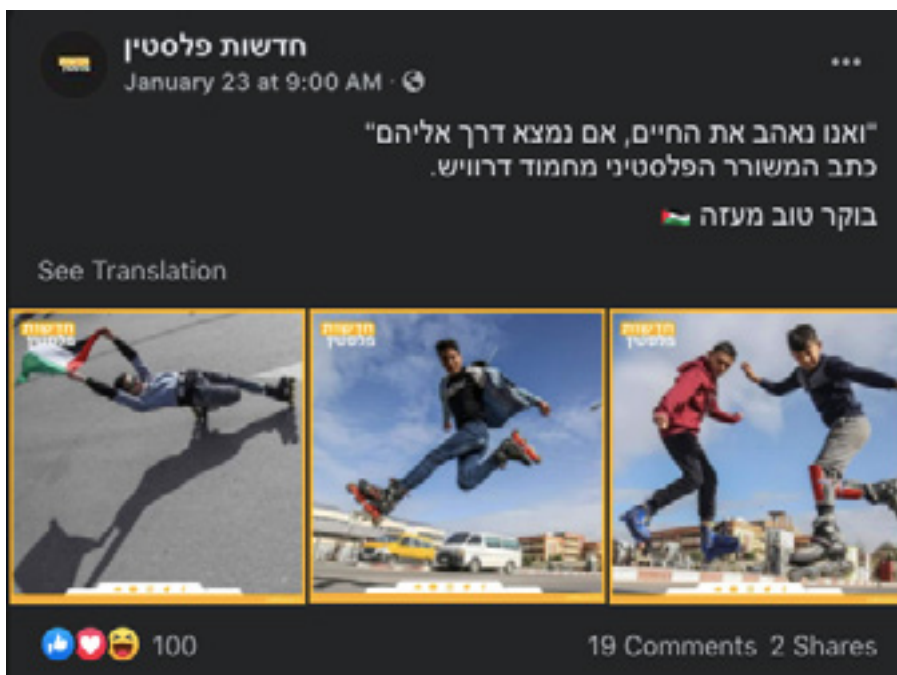 חדשות פלסטין
January 23 at 9:00 AM ·
"ואנו נאהב את החיים, אם נמצא דרך אליהם"
כתב המשורר הפלסטיני מחמוד דרוויש.
בוקר טוב מעזה 🇵🇸
See Translation
חדשות
פלסטין
חדשות
פלסטין
חדשות
פלסטין
100
19 Comments 2 Shares